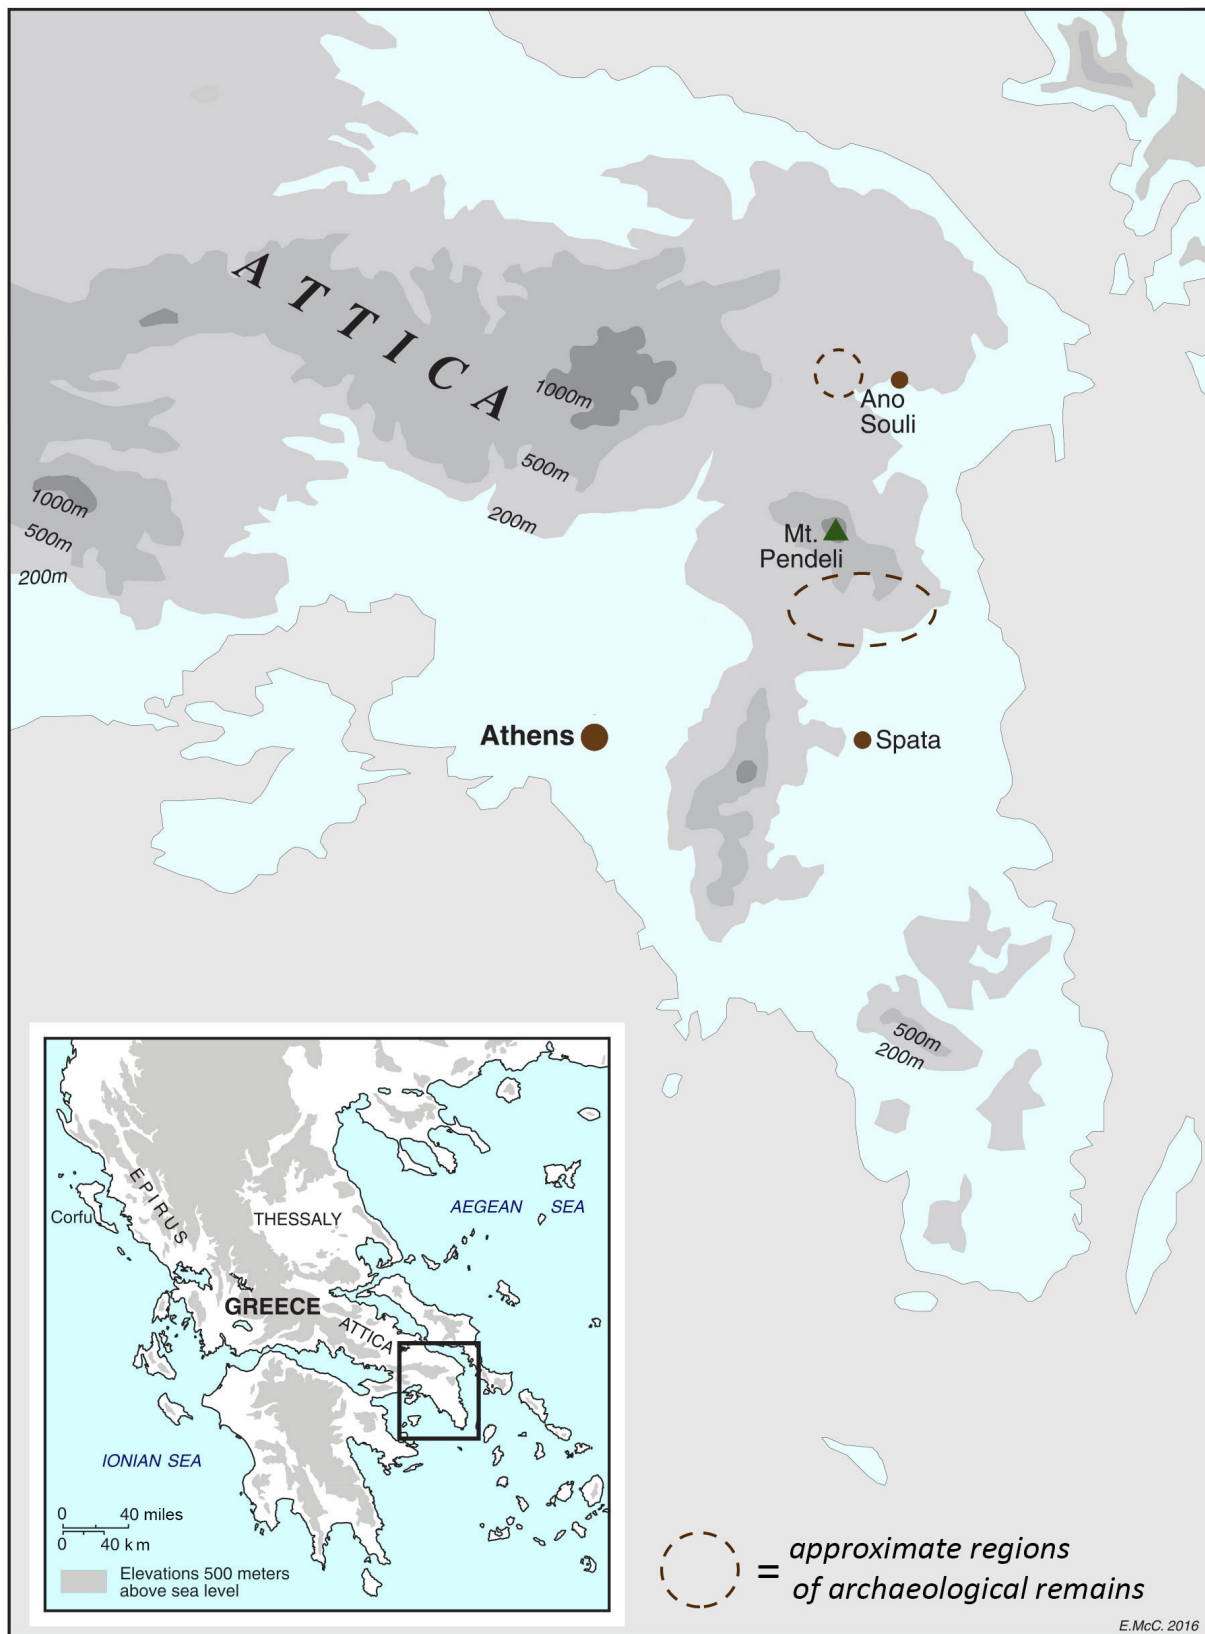 ATTICA
1000m
500m
200m
1000m
500m
200m
Ano
Souli
Mt.
Pendeli
Athens
Spata
500m
200m
EPIRUS
Corfu
THESSALY
AEGEAN SEA
GREECE
ATTICA
IONIAN SEA
0 40 miles
0 40 km
Elevations 500 meters
above sea level
= approximate regions
of archaeological remains
E.McC. 2016